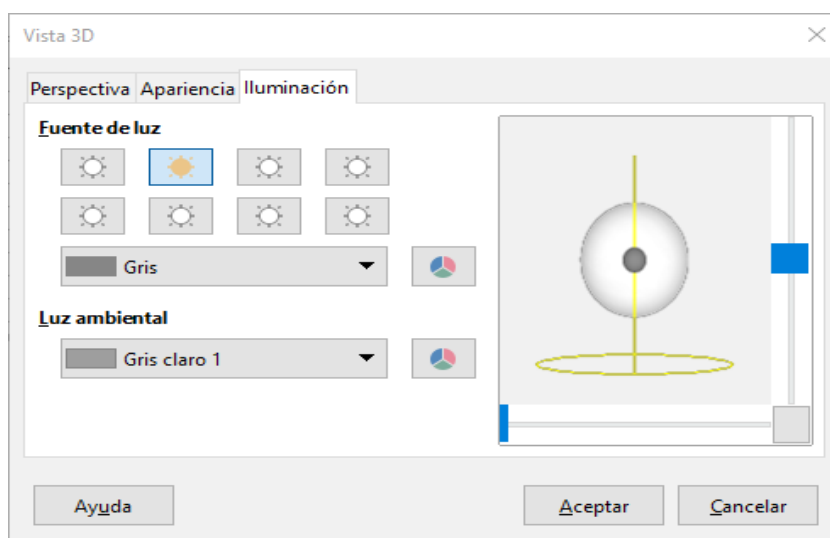 Vista 3D
Perspectiva Apariencia Iluminación
Fuente de luz
Gris
Luz ambiental
Gris claro 1
Ayuda Aceptar Cancelar